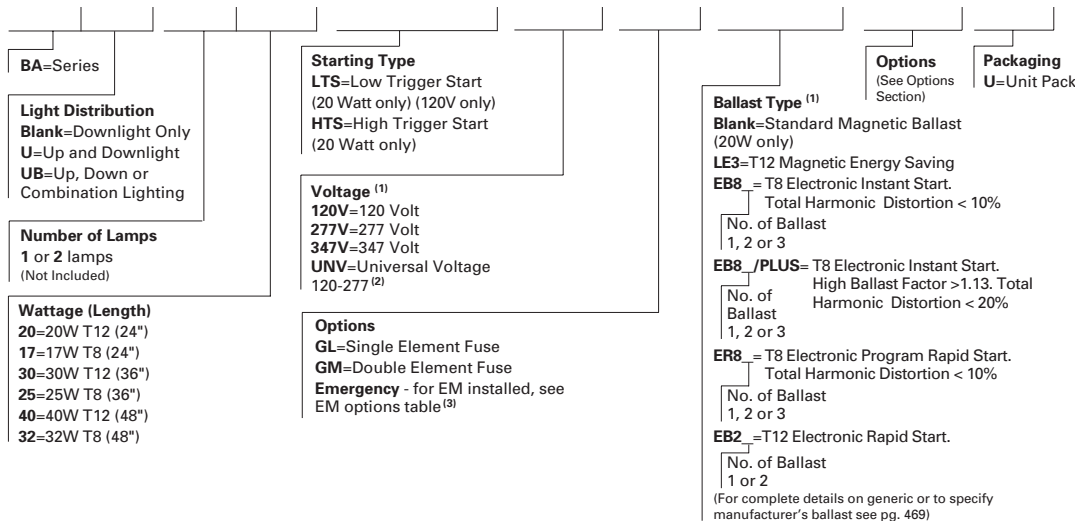 BA=Series
Light Distribution
Blank=Downlight Only
U=Up and Downlight
UB=Up, Down or
Combination Lighting
Number of Lamps
1 or 2 lamps
(Not Included)
Wattage (Length)
20=20W T12 (24")
17=17W T8 (24")
30=30W T12 (36")
25=25W T8 (36")
40=40W T12 (48")
32=32W T8 (48")
Starting Type
LTS=Low Trigger Start
(20 Watt only) (120V only)
HTS=High Trigger Start
(20 Watt only)
Voltage (1)
120V=120 Volt
277V=277 Volt
347V=347 Volt
UNV=Universal Voltage
120-277 (2)
Options
GL=Single Element Fuse
GM=Double Element Fuse
Emergency - for EM installed, see
EM options table (3)
Ballast Type (1)
Blank=Standard Magnetic Ballast
(20W only)
LE3=T12 Magnetic Energy Saving
EB8_= T8 Electronic Instant Start.
Total Harmonic Distortion < 10%
No. of Ballast
1, 2 or 3
EB8_/PLUS= T8 Electronic Instant Start.
High Ballast Factor >1.13. Total
Harmonic Distortion < 20%
No. of
Ballast
1, 2 or 3
ER8_= T8 Electronic Program Rapid Start.
Total Harmonic Distortion < 10%
No. of Ballast
1, 2 or 3
EB2_=T12 Electronic Rapid Start.
No. of Ballast
1 or 2
(For complete details on generic or to specify
manufacturer's ballast see pg. 469)
Options
(See Options
Section)
Packaging
U=Unit Pack